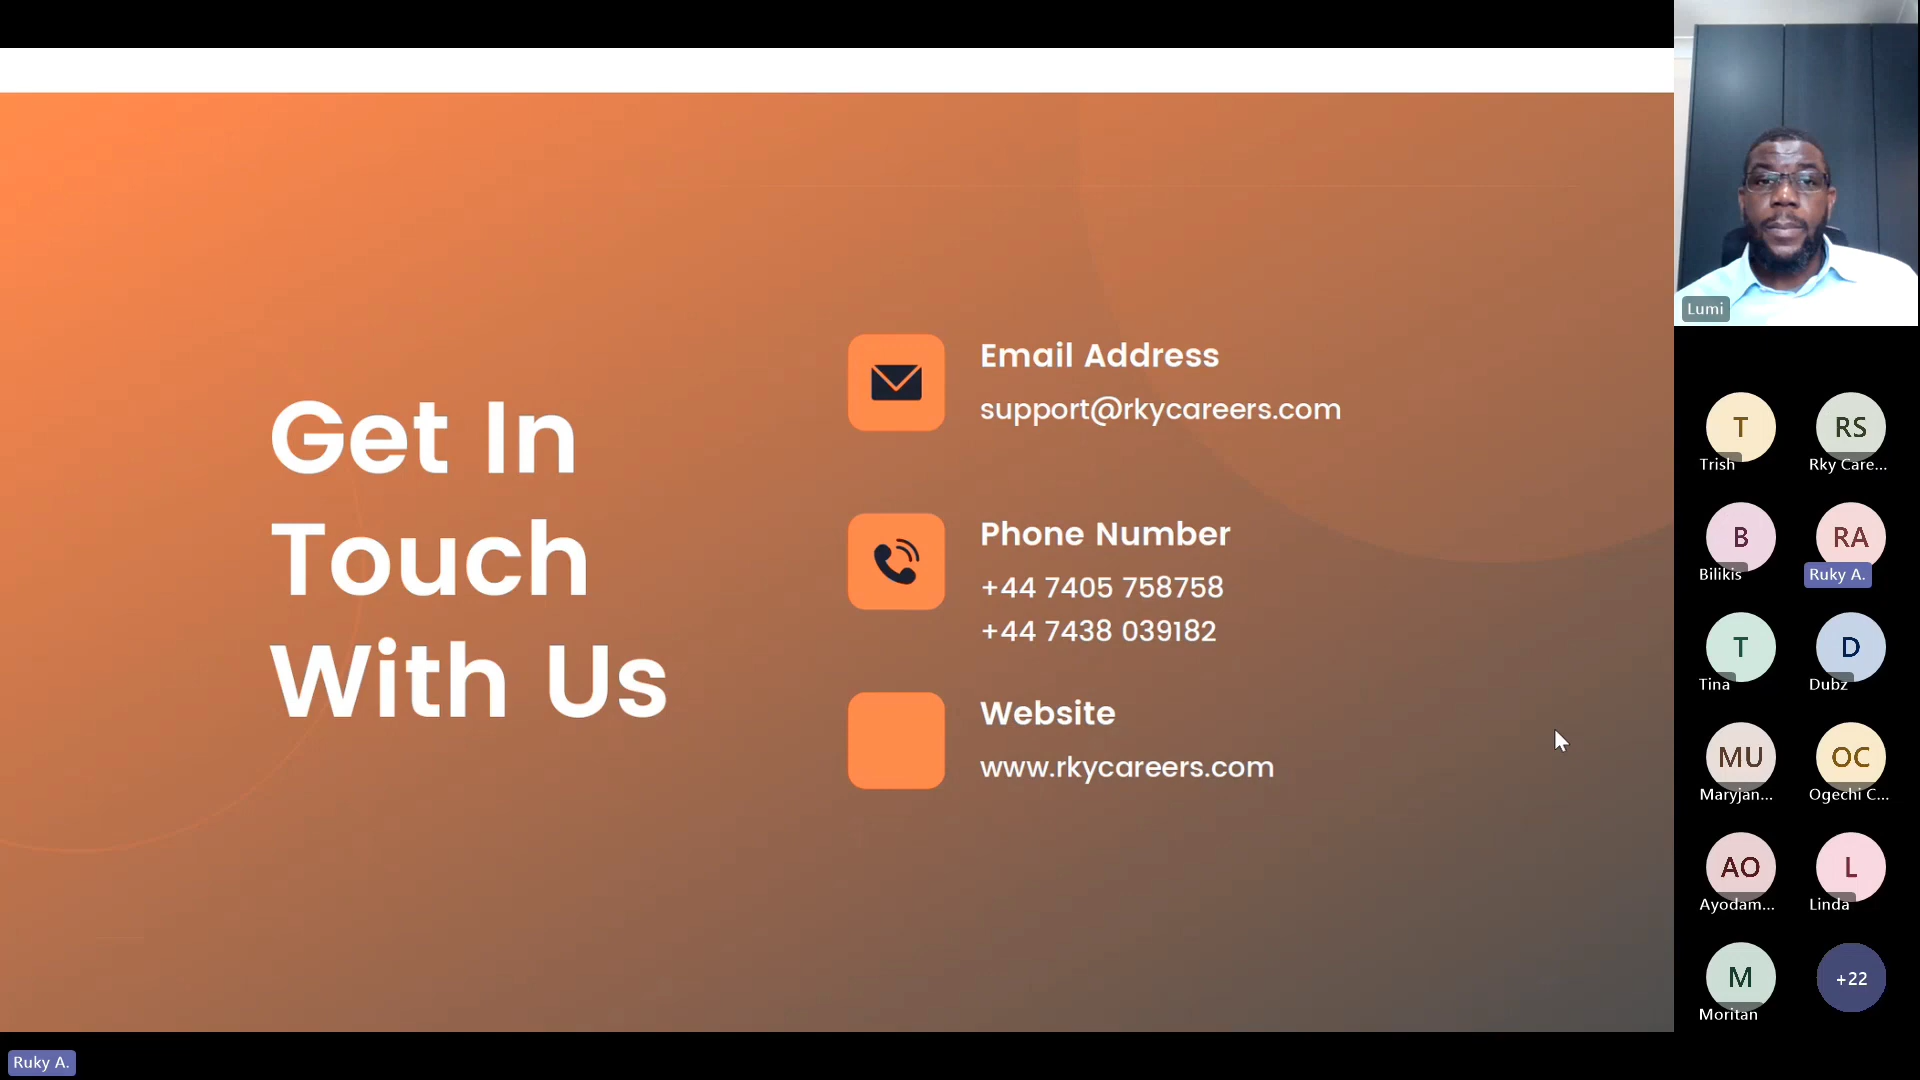 Get In
Touch
With Us
Email Address
support@rkycareers.com
Phone Number
+44 7405 758758
+44 7438 039182
Website
www.rkycareers.com
Lumi
T
Trish
RS
Rky Care...
B
Bilikis
RA
Ruky A.
T
Tina
D
Dubz
MU
Maryjan...
OC
Ogechi C...
AO
Ayodam...
L
Linda
M
Moritan
+22
Ruky A.